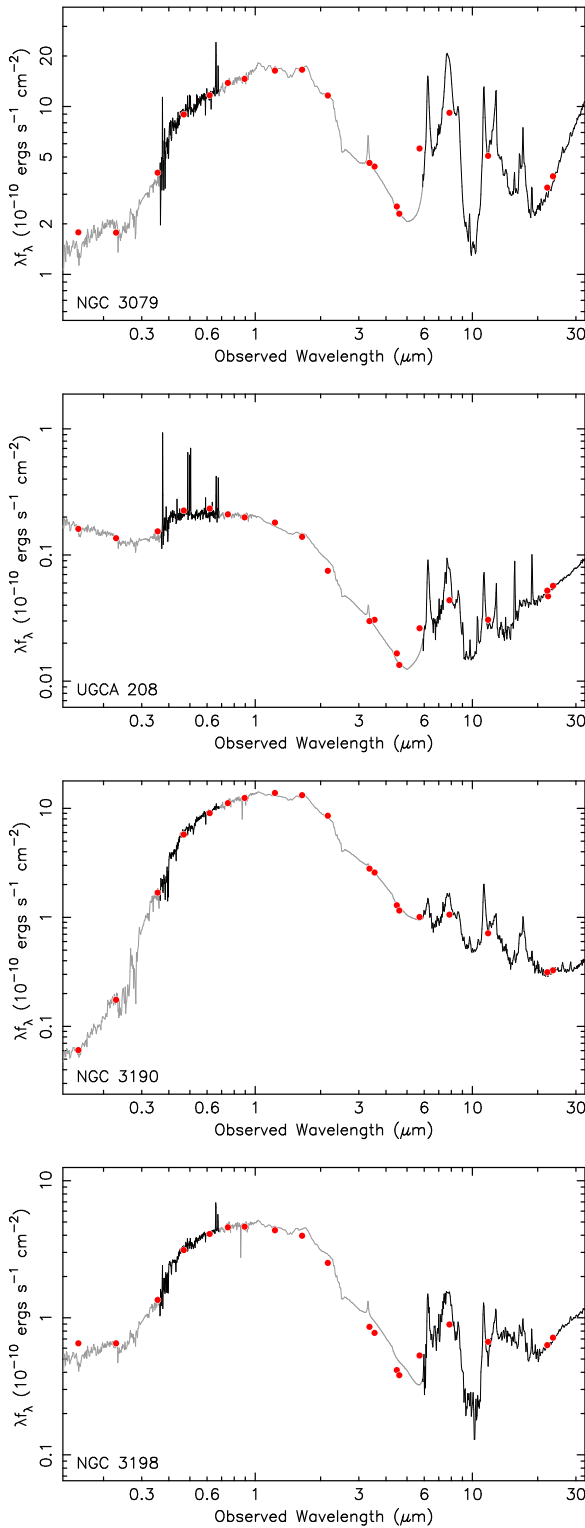 20
10
5
2
1
λfλ (10⁻¹⁰ ergs s⁻¹ cm⁻²)
NGC 3079
0.3 0.6 1 3 6 10 30
Observed Wavelength (μm)
1
0.1
0.01
λfλ (10⁻¹⁰ ergs s⁻¹ cm⁻²)
UGCA 208
0.3 0.6 1 3 6 10 30
Observed Wavelength (μm)
10
1
0.1
λfλ (10⁻¹⁰ ergs s⁻¹ cm⁻²)
NGC 3190
0.3 0.6 1 3 6 10 30
Observed Wavelength (μm)
10
1
0.1
λfλ (10⁻¹⁰ ergs s⁻¹ cm⁻²)
NGC 3198
0.3 0.6 1 3 6 10 30
Observed Wavelength (μm)